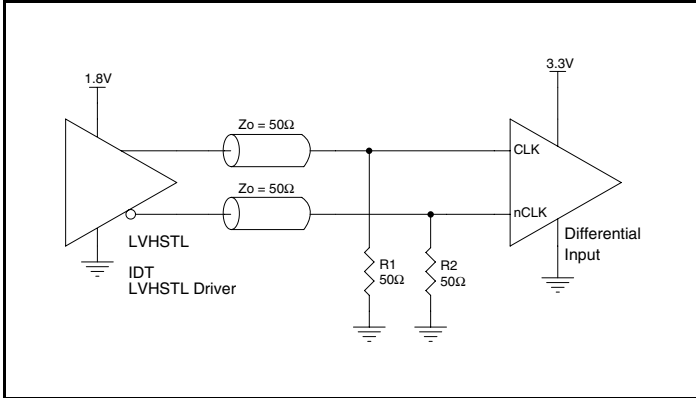 1.8V
3.3V
Zo = 50Ω
CLK
Zo = 50Ω
nCLK
LVHSTL
IDT
LVHSTL Driver
R1
50Ω
R2
50Ω
Differential
Input